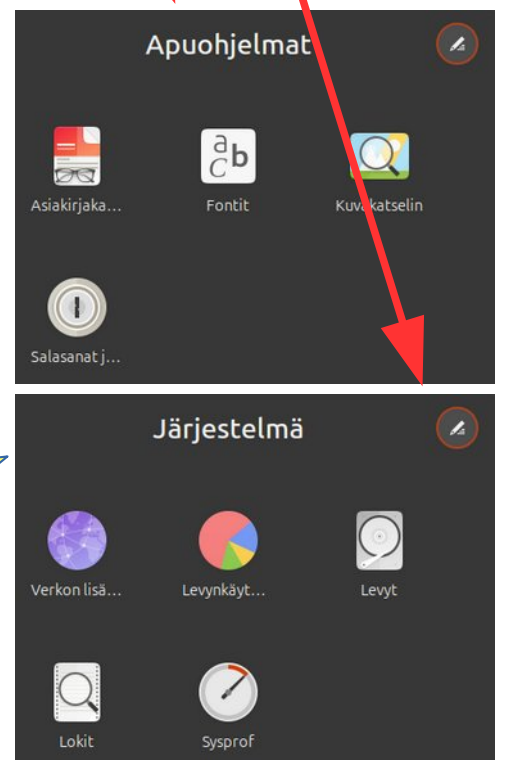 Apuohjelmat
Asiakirjaka...
Fontit
Kuvakatselin
Salasanat j...
Järjestelmä
Verkon lisä...
Levynkäyt...
Levyt
Lokit
Sysprof